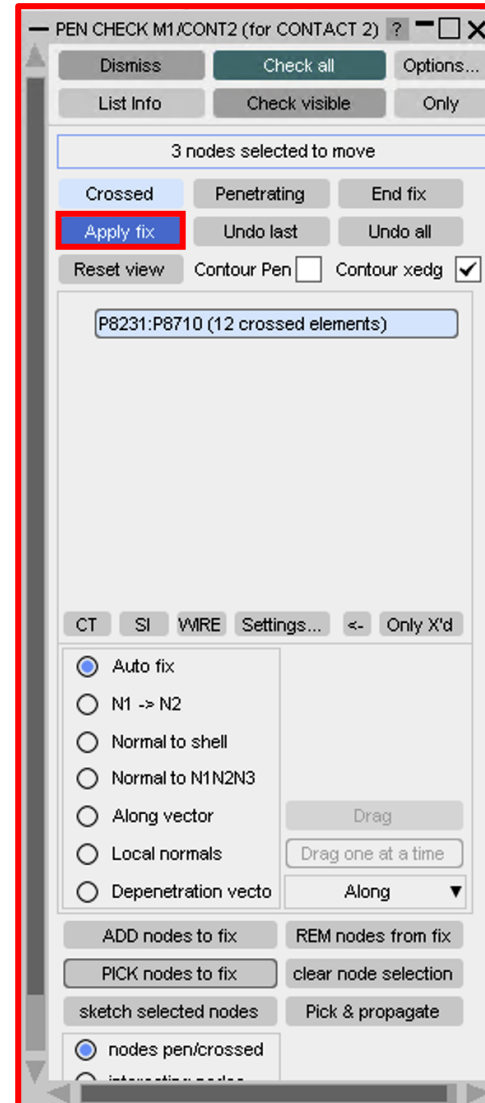 PEN CHECK M1/CONT2 (for CONTACT 2) ?
Dismiss Check all Options...
List Info Check visible Only
3 nodes selected to move
Crossed Penetrating End fix
Apply fix Undo last Undo all
Reset view Contour Pen Contour xedg
P8231:P8710 (12 crossed elements)
CT SI WIRE Settings... <- Only X'd
Auto fix
N1 -> N2
Normal to shell
Normal to N1N2N3
Along vector Drag
Local normals Drag one at a time
Depenetration vecto Along
ADD nodes to fix REM nodes from fix
PICK nodes to fix clear node selection
sketch selected nodes Pick & propagate
nodes pen/crossed